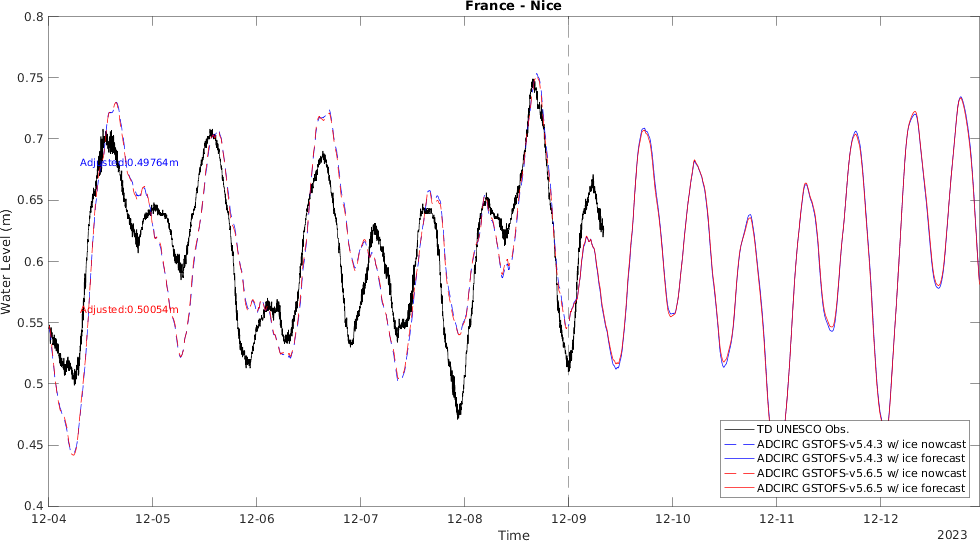 France - Nice
0.8
0.75
0.7
0.65
0.6
0.55
0.5
0.45
0.4
Water Level (m)
Adjusted:0.49764m
Adjusted:0.50054m
TD UNESCO Obs.
ADCIRC GSTOFS-v5.4.3 w/ ice nowcast
ADCIRC GSTOFS-v5.4.3 w/ ice forecast
ADCIRC GSTOFS-v5.6.5 w/ ice nowcast
ADCIRC GSTOFS-v5.6.5 w/ ice forecast
12-04 12-05 12-06 12-07 12-08 12-09 12-10 12-11 12-12
Time
2023